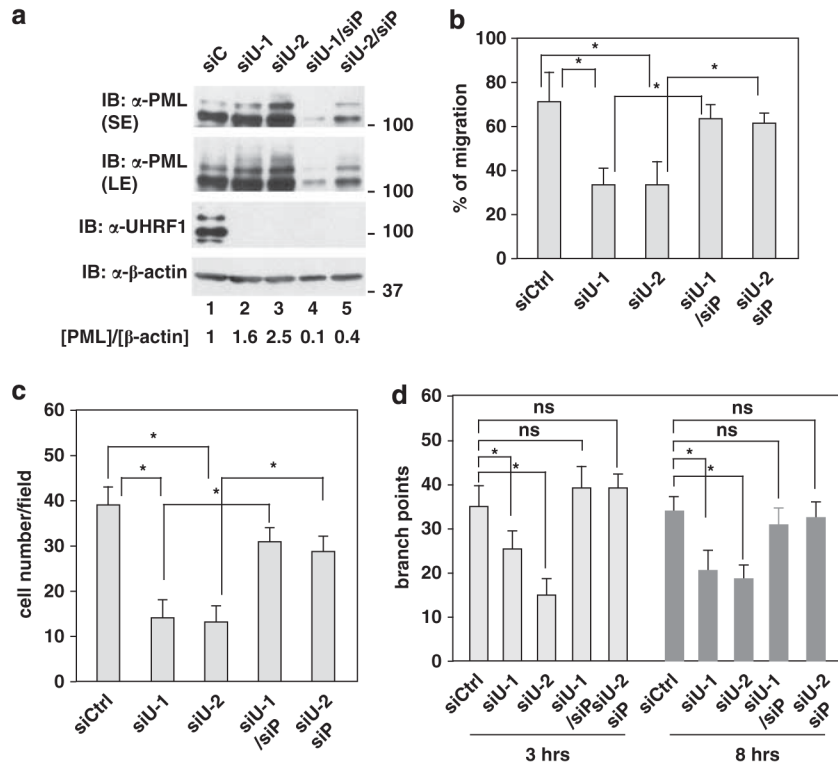 a
siC
siU-1
siU-2
siU-1/siP
siU-2/siP
IB: α-PML
(SE)
- 100
IB: α-PML
(LE)
- 100
IB: α-UHRF1
- 100
IB: α-β-actin
- 37
1 2 3 4 5
[PML]/[β-actin] 1 1.6 2.5 0.1 0.4
b
% of migration
100
80
60
40
20
0
*
*
*
*
siCtrl
siU-1
siU-2
siU-1
/siP
siU-2
siP
c
cell number/field
60
50
40
30
20
10
0
*
*
*
*
siCtrl
siU-1
siU-2
siU-1
/siP
siU-2
siP
d
branch points
60
50
40
30
20
10
0
ns
ns
*
*
ns
ns
*
*
siCtrl
siU-1
siU-2
siU-1
/siP
siU-2
siP
siCtrl
siU-1
siU-2
siU-1
/siP
siU-2
siP
3 hrs
8 hrs